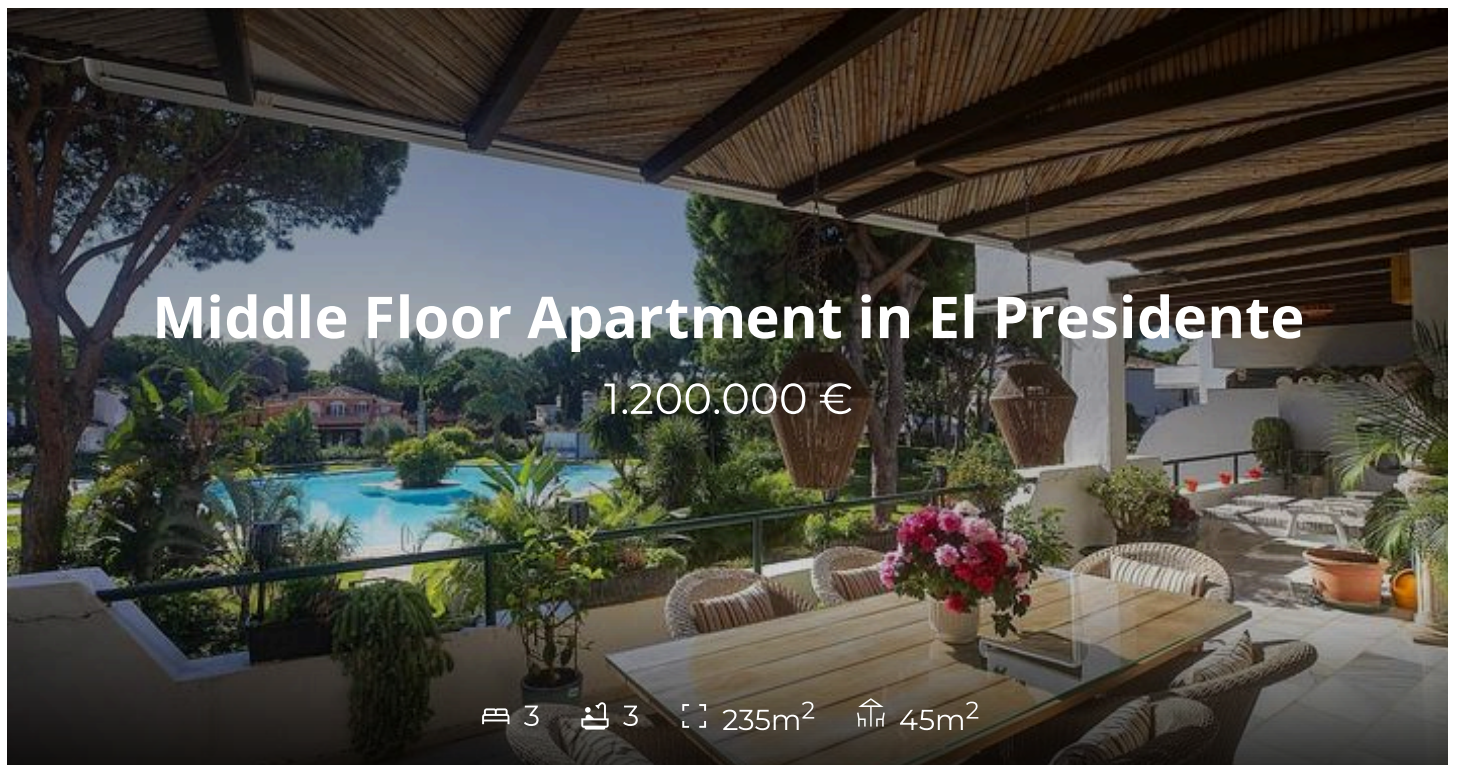 Middle Floor Apartment in El Presidente
1.200.000 €
3 3 235m² 45m²